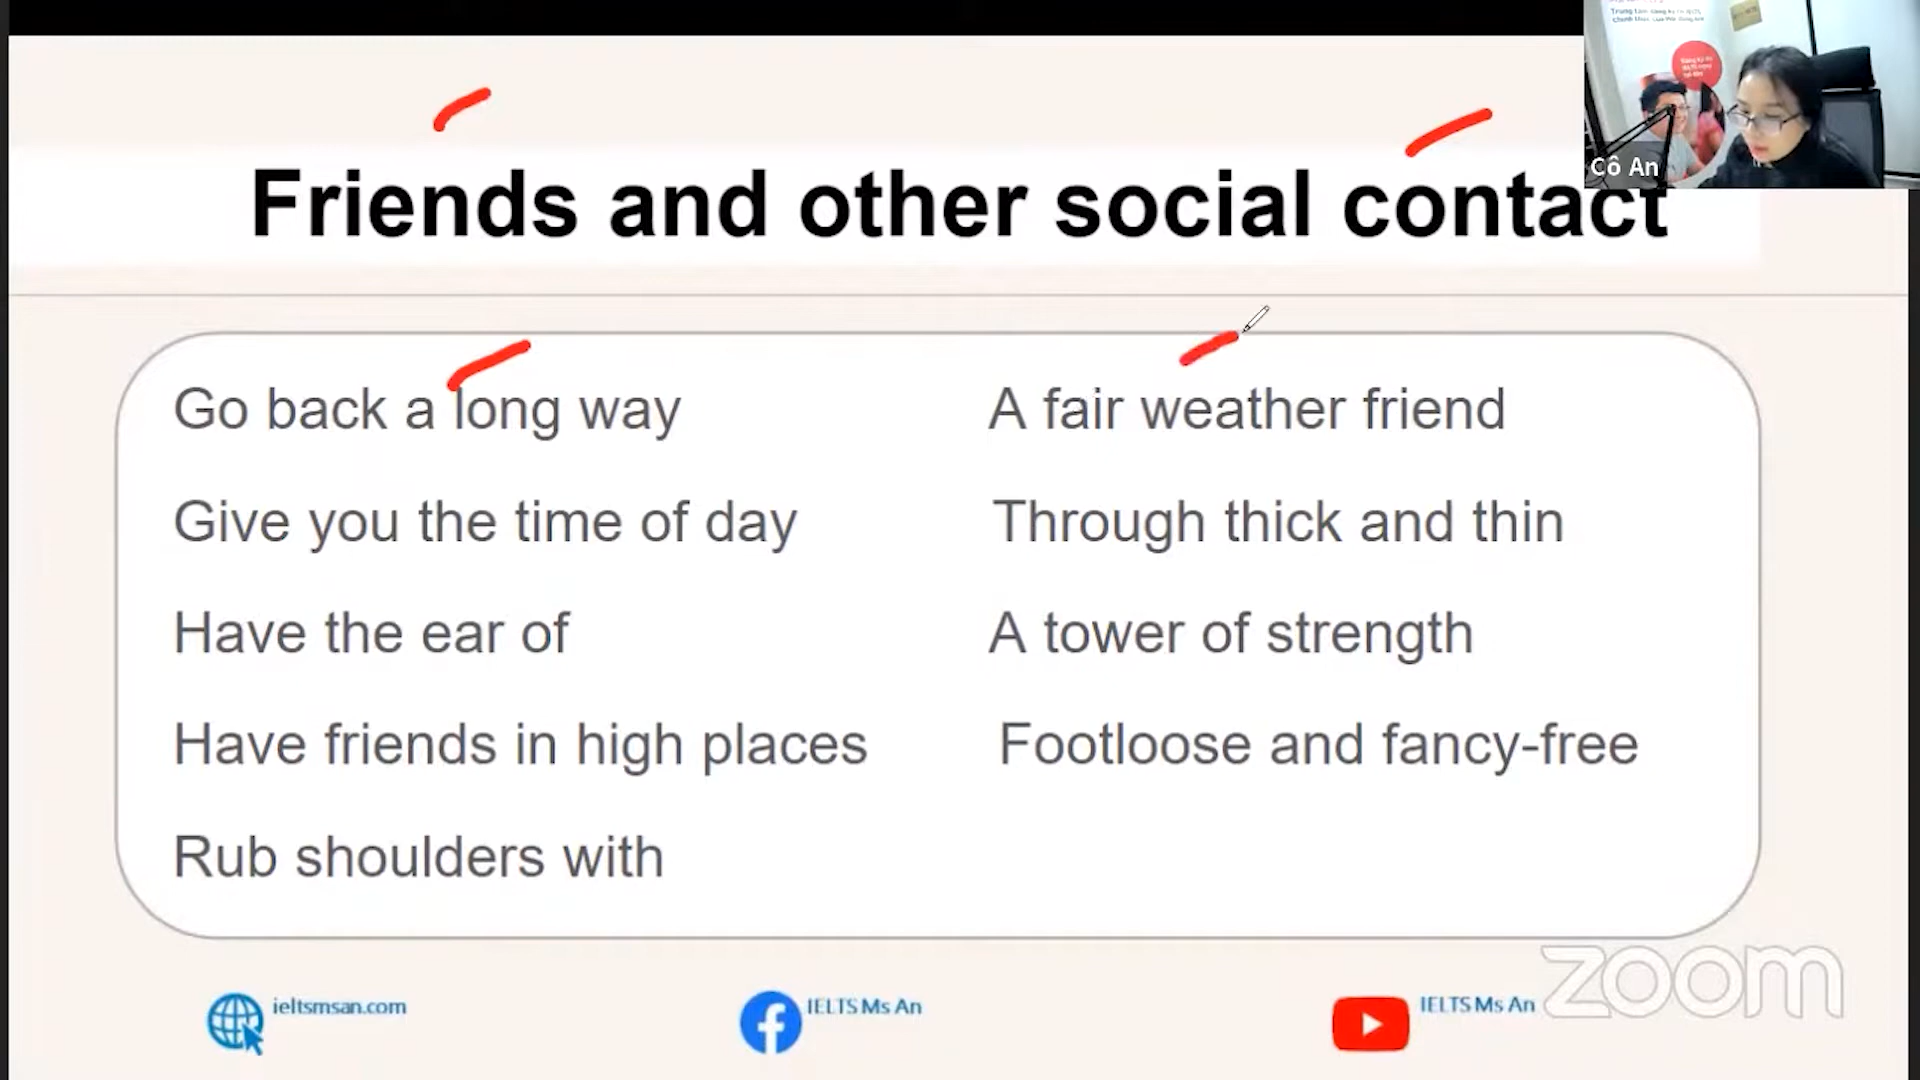 Friends and other social contact
Cô An
Go back a long way
Give you the time of day
Have the ear of
Have friends in high places
Rub shoulders with
A fair weather friend
Through thick and thin
A tower of strength
Footloose and fancy-free
ieltsmsan.com
IELTS Ms An
IELTS Ms An
zoom